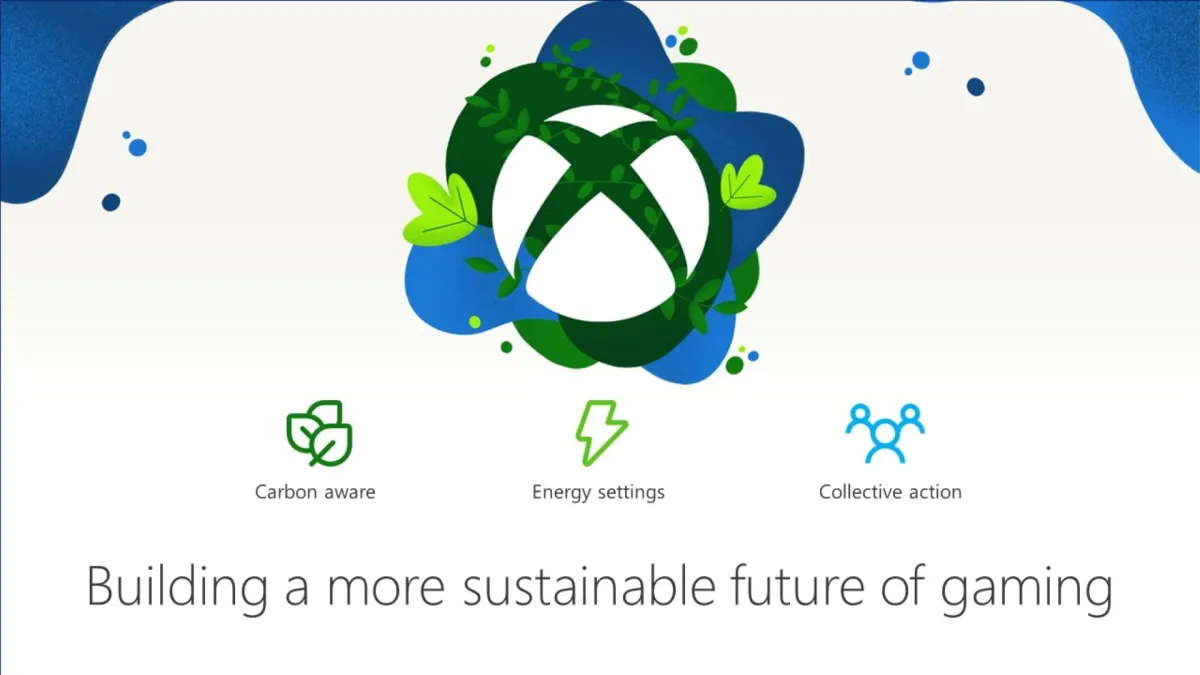 Carbon aware
Energy settings
Collective action
Building a more sustainable future of gaming